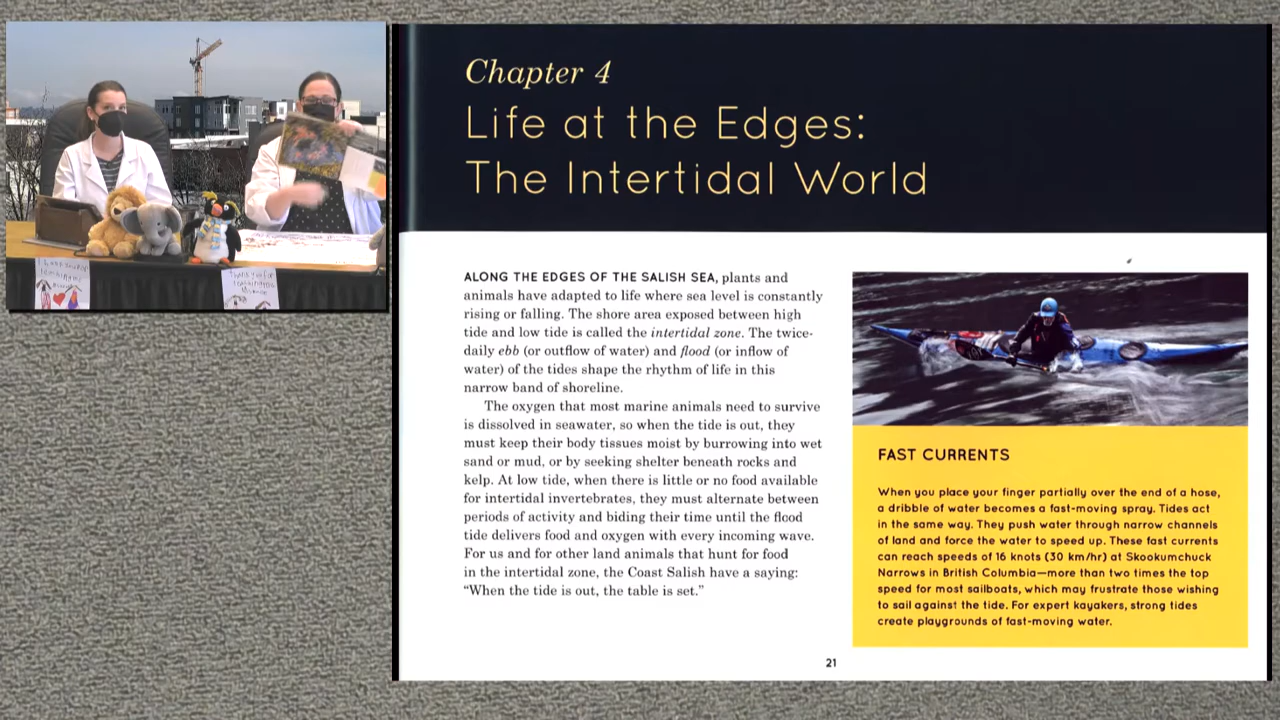 Chapter 4
Life at the Edges:
The Intertidal World
ALONG THE EDGES OF THE SALISH SEA, plants and
animals have adapted to life where sea level is constantly
rising or falling. The shore area exposed between high
tide and low tide is called the intertidal zone. The twice-
daily ebb (or outflow of water) and flood (or inflow of
water) of the tides shape the rhythm of life in this
narrow band of shoreline.
The oxygen that most marine animals need to survive
is dissolved in seawater, so when the tide is out, they
must keep their body tissues moist by burrowing into wet
sand or mud, or by seeking shelter beneath rocks and
kelp. At low tide, when there is little or no food available
for intertidal invertebrates, they must alternate between
periods of activity and biding their time until the flood
tide delivers food and oxygen with every incoming wave.
For us and for other land animals that hunt for food
in the intertidal zone, the Coast Salish have a saying:
“When the tide is out, the table is set.”
FAST CURRENTS
When you place your finger partially over the end of a hose,
a dribble of water becomes a fast-moving spray. Tides act
in the same way. They push water through narrow channels
of land and force the water to speed up. These fast currents
can reach speeds of 16 knots (30 km/hr) at Skookumchuck
Narrows in British Columbia—more than two times the top
speed for most sailboats, which may frustrate those wishing
to sail against the tide. For expert kayakers, strong tides
create playgrounds of fast-moving water.
21